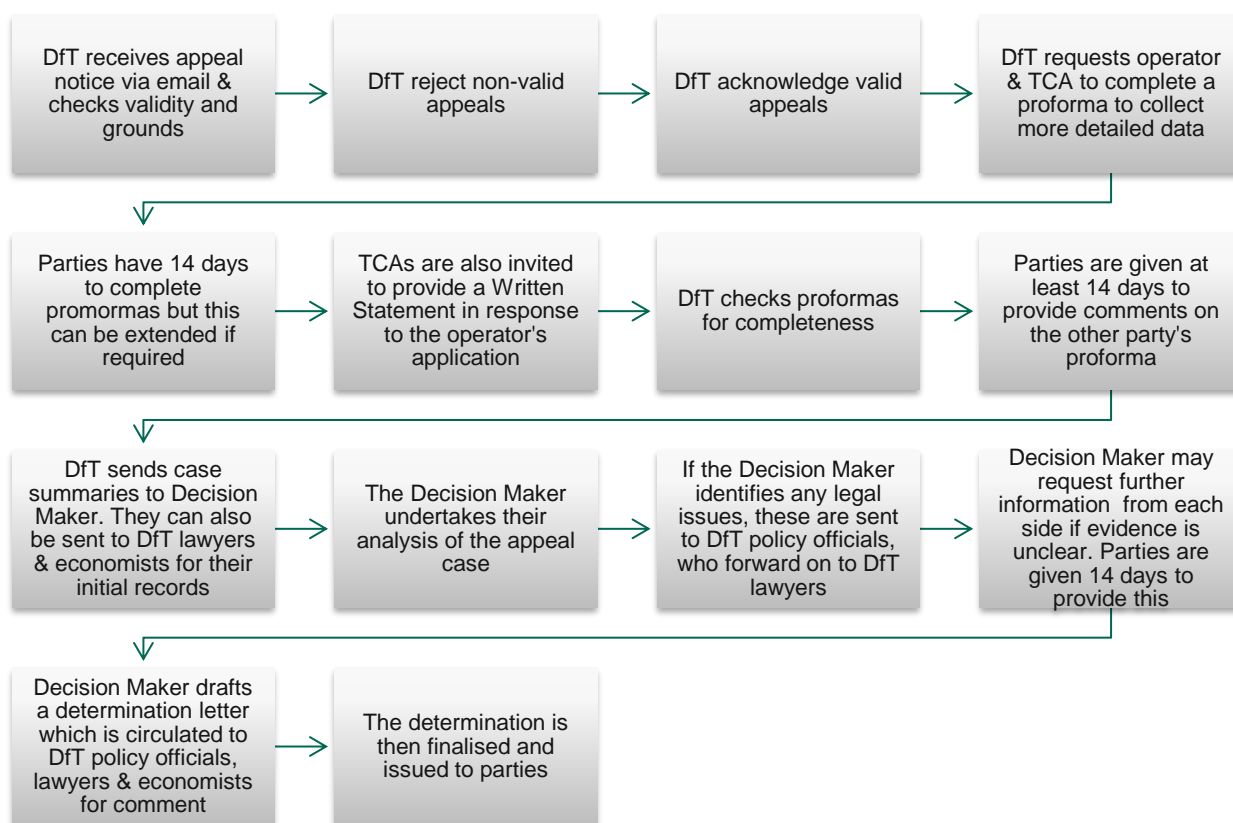 DfT receives appeal
notice via email &
checks validity and
grounds
DfT reject non-valid
appeals
DfT acknowledge valid
appeals
DfT requests operator
& TCA to complete a
proforma to collect
more detailed data
Parties have 14 days
to complete
promormas but this
can be extended if
required
TCAs are also invited
to provide a Written
Statement in response
to the operator's
application
DfT checks proformas
for completeness
Parties are given at
least 14 days to
provide comments on
the other party's
proforma
DfT sends case
summaries to Decision
Maker. They can also
be sent to DfT lawyers
& economists for their
initial records
The Decision Maker
undertakes their
analysis of the appeal
case
If the Decision Maker
identifies any legal
issues, these are sent
to DfT policy officials,
who forward on to DfT
lawyers
Decision Maker may
request further
information from each
side if evidence is
unclear. Parties are
given 14 days to
provide this
Decision Maker drafts
a determination letter
which is circulated to
DfT policy officials,
lawyers & economists
for comment
The determination is
then finalised and
issued to parties